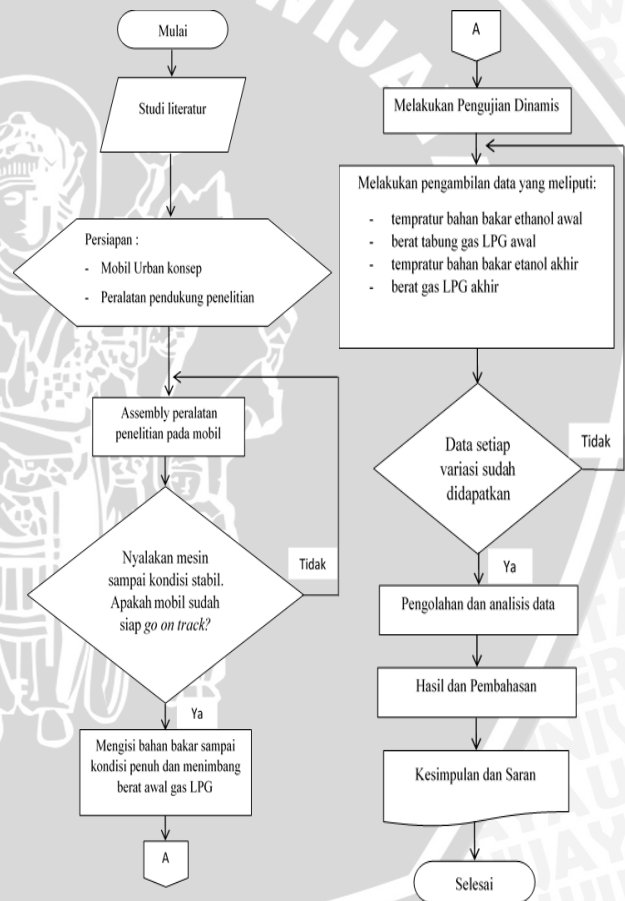 Mulai
Studi literatur
Persiapan :
- Mobil Urban konsep
- Peralatan pendukung penelitian
Assembly peralatan
penelitian pada mobil
Nyalakan mesin
sampai kondisi stabil.
Apakah mobil sudah
siap go on track?
Tidak
Ya
Mengisi bahan bakar sampai
kondisi penuh dan menimbang
berat awal gas LPG
A
A
Melakukan Pengujian Dinamis
Melakukan pengambilan data yang meliputi:
- tempratur bahan bakar ethanol awal
- berat tabung gas LPG awal
- tempratur bahan bakar etanol akhir
- berat gas LPG akhir
Data setiap
variasi sudah
didapatkan
Tidak
Ya
Pengolahan dan analisis data
Hasil dan Pembahasan
Kesimpulan dan Saran
Selesai